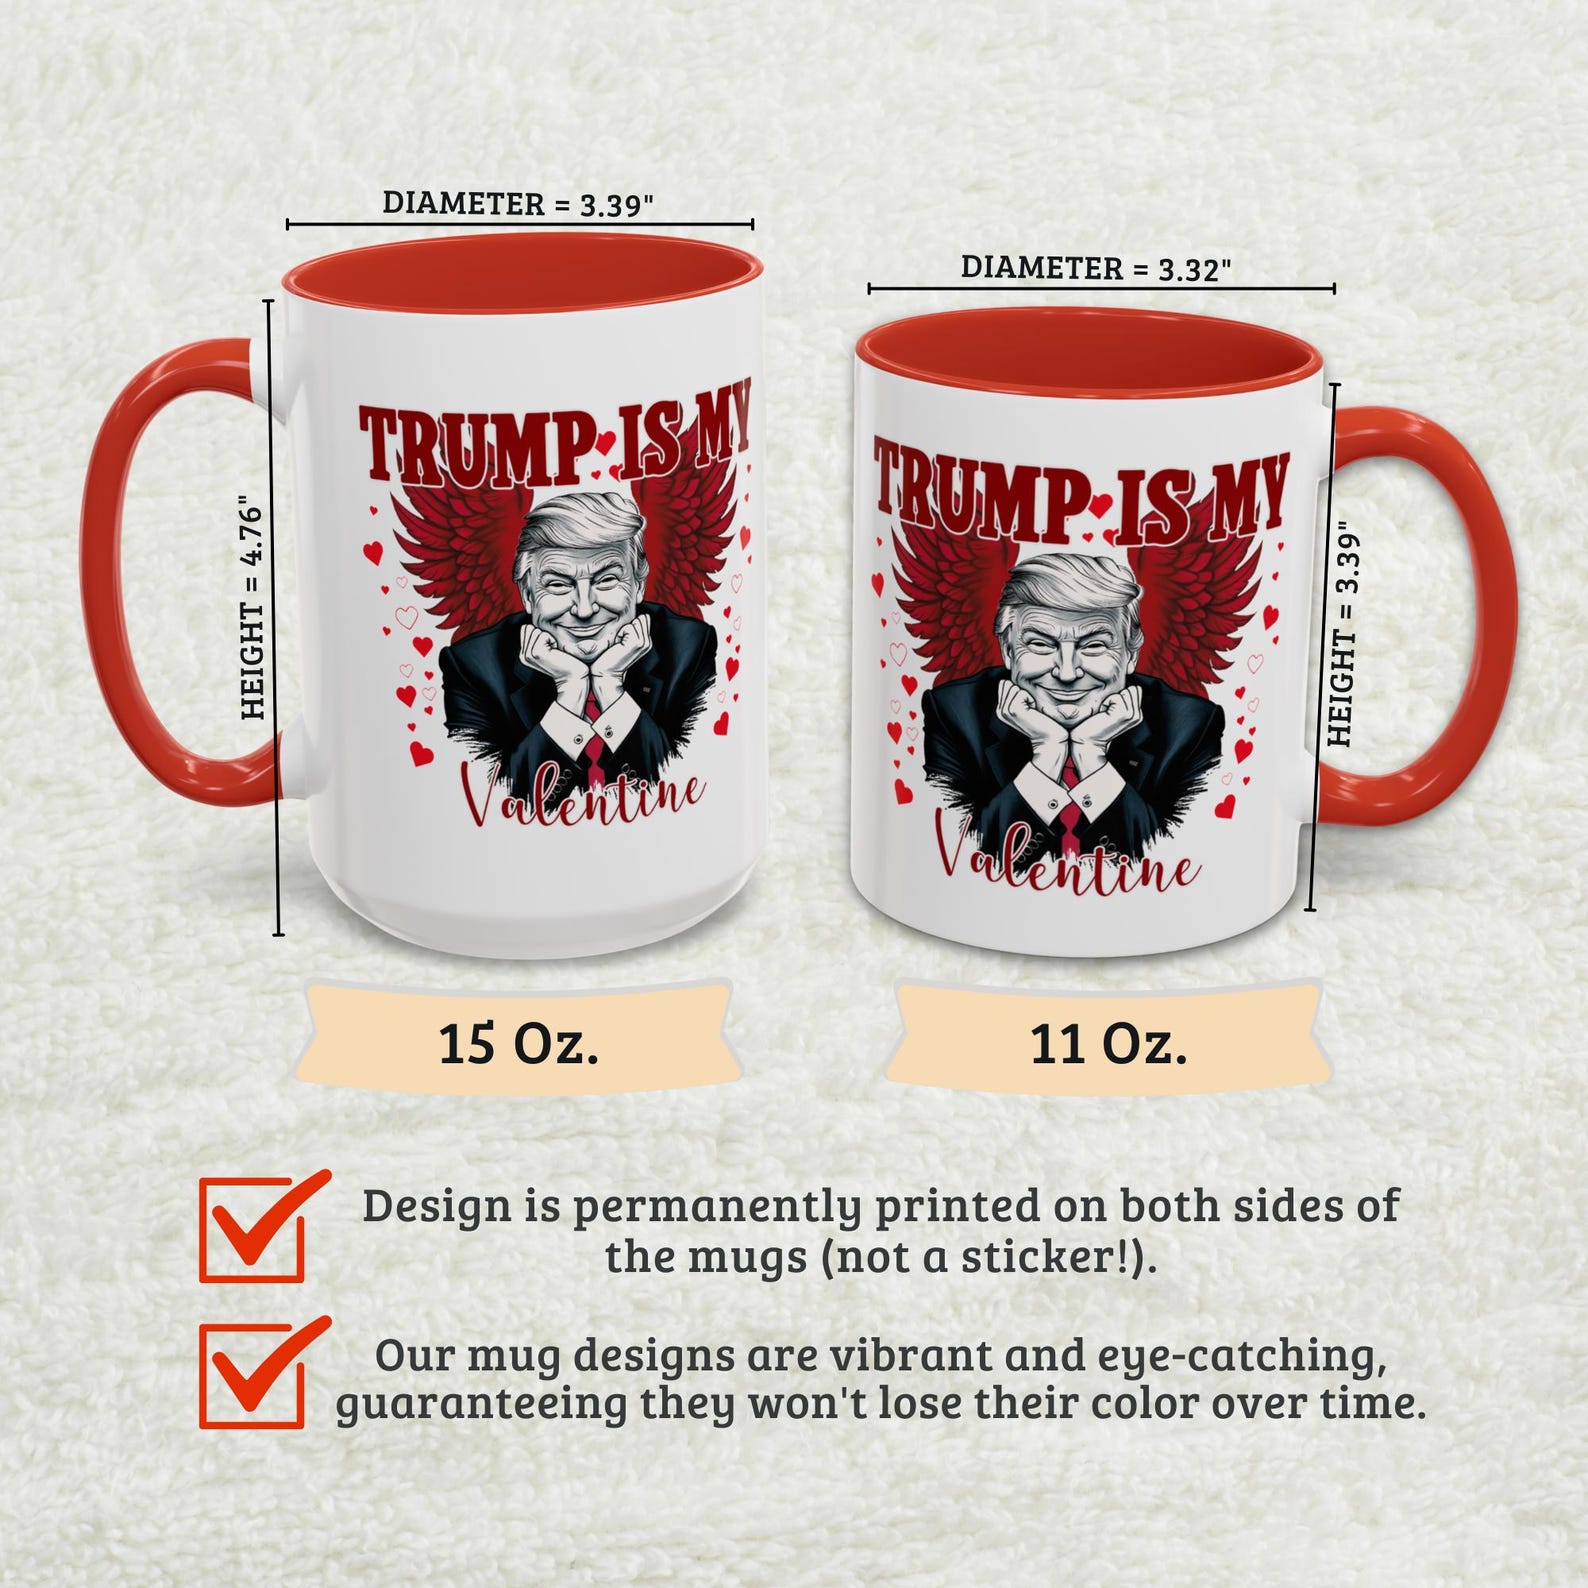 DIAMETER = 3.39"
DIAMETER = 3.32"
HEIGHT = 4.76"
TRUMP IS MY
Valentine
TRUMP IS MY
Valentine
HEIGHT = 3.39"
15 Oz.
11 Oz.
Design is permanently printed on both sides of
the mugs (not a sticker!).
Our mug designs are vibrant and eye-catching,
guaranteeing they won't lose their color over time.